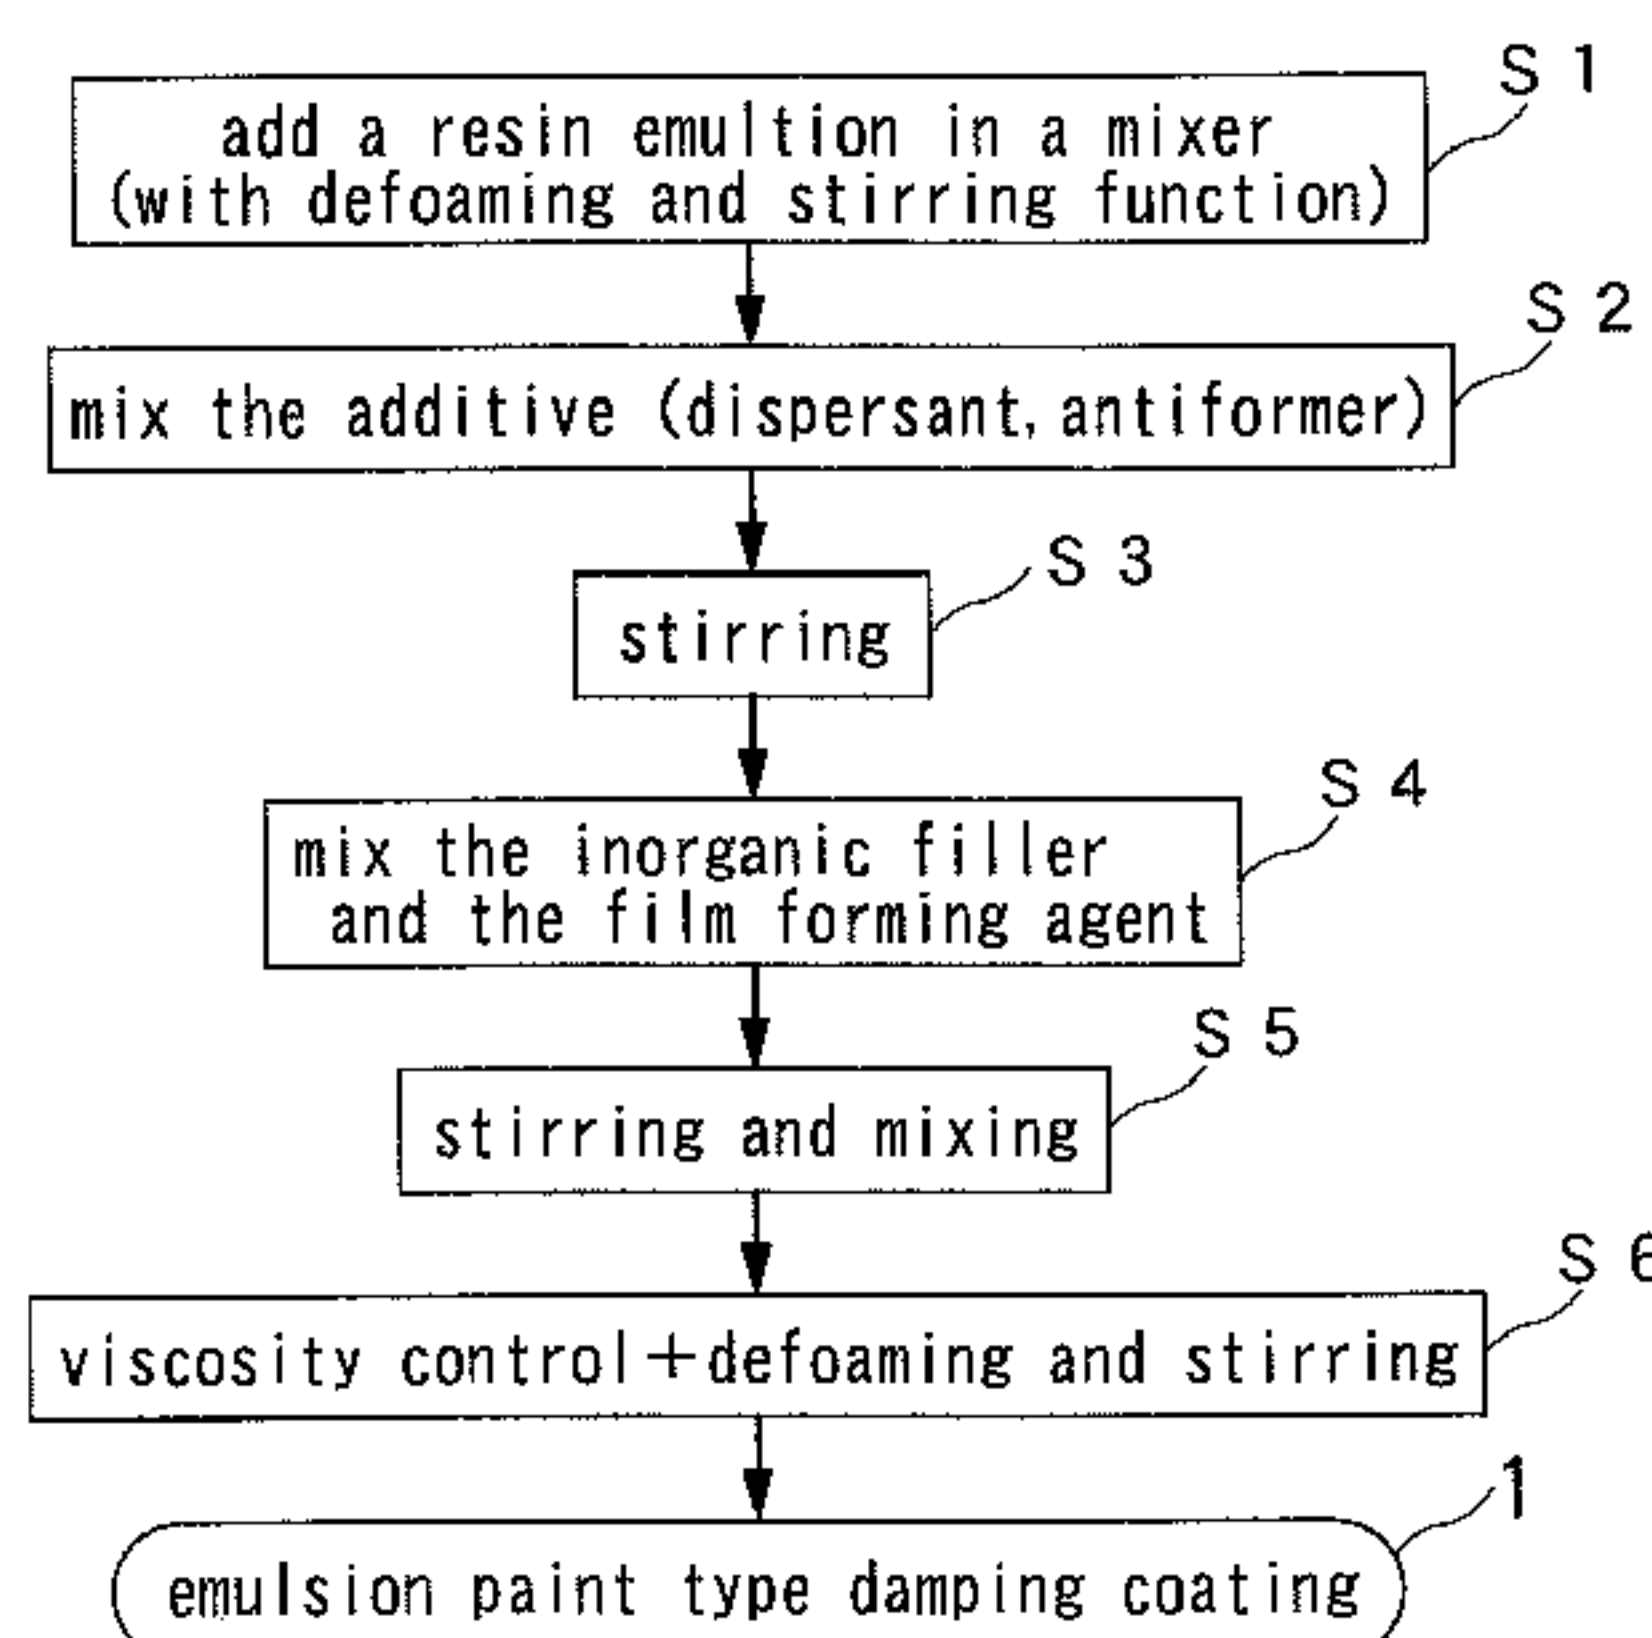 S 1
add a resin emultion in a mixer
(with defoaming and stirring function)
S 2
mix the additive (dispersant, antiformer)
S 3
stirring
S 4
mix the inorganic filler
and the film forming agent
S 5
stirring and mixing
S 6
viscosity control+defoaming and stirring
1
emulsion paint type damping coating